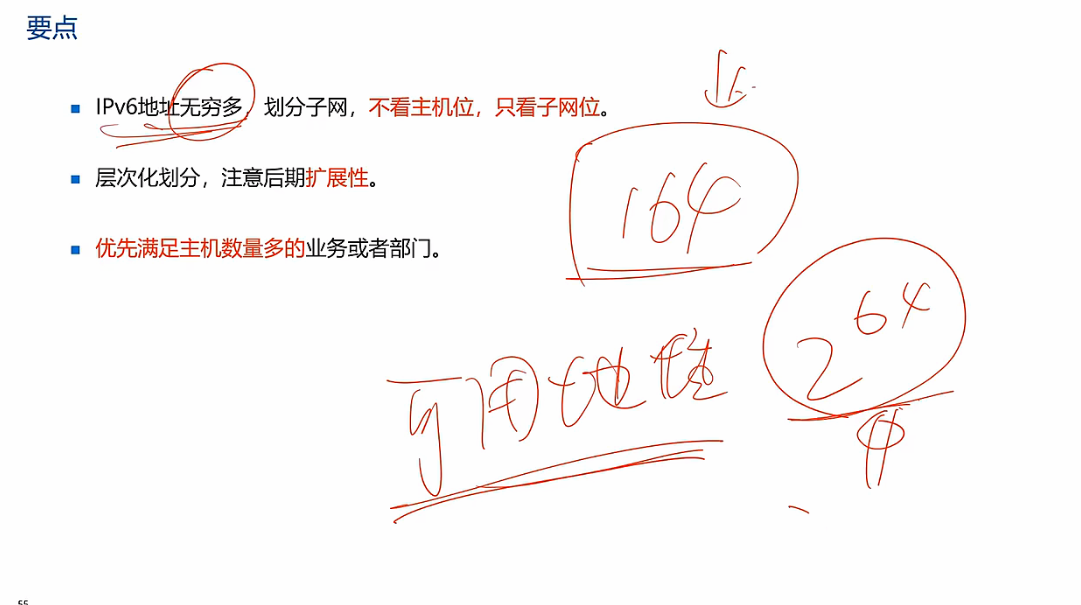 要点
IPv6地址无穷多，划分子网，不看主机位，只看子网位。
层次化划分，注意后期扩展性。
优先满足主机数量多的业务或者部门。
164
2^64
个
可用地址
55